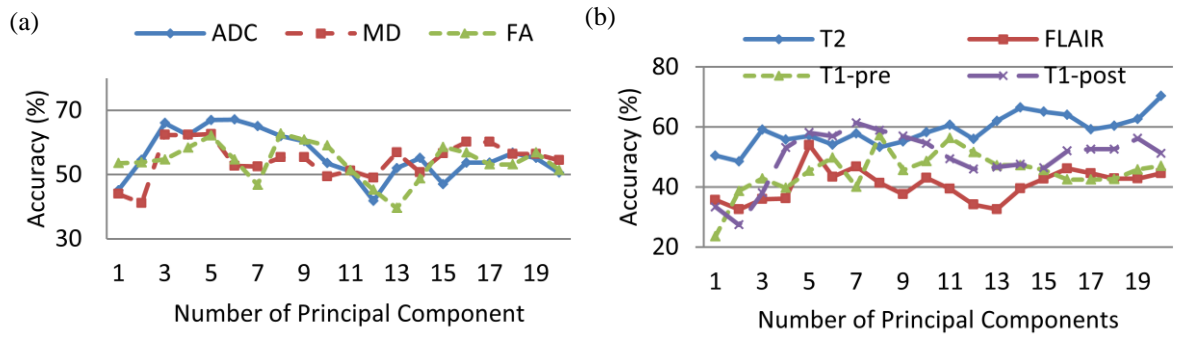 (a)
ADC MD FA
70
50
30
Accuracy (%)
1 3 5 7 9 11 13 15 17 19
Number of Principal Component
(b)
T2 FLAIR
T1-pre T1-post
80
60
40
20
Accuracy (%)
1 3 5 7 9 11 13 15 17 19
Number of Principal Components